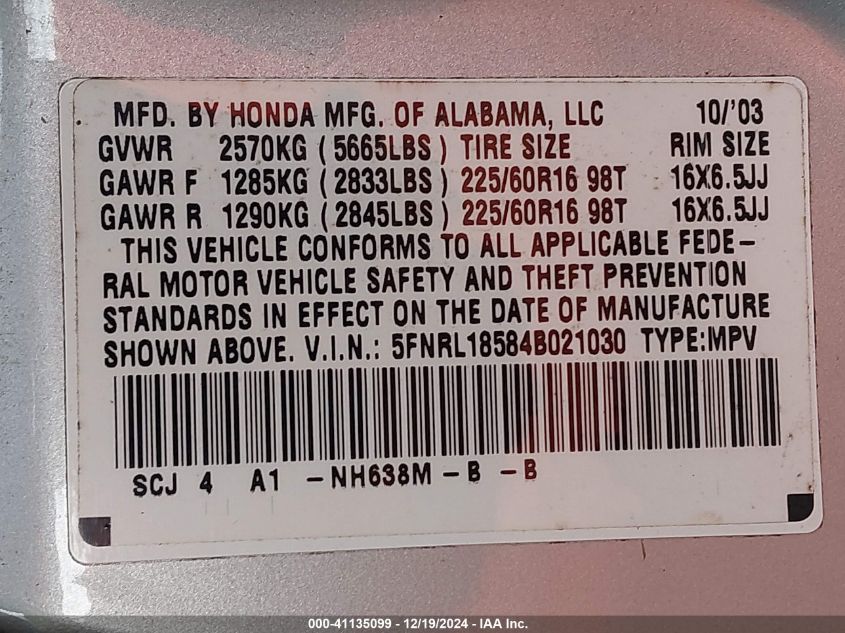 MFD. BY HONDA MFG. OF ALABAMA, LLC 10/'03
GVWR 2570KG (5665LBS) TIRE SIZE RIM SIZE
GAWR F 1285KG (2833LBS) 225/60R16 98T 16X6.5JJ
GAWR R 1290KG (2845LBS) 225/60R16 98T 16X6.5JJ
THIS VEHICLE CONFORMS TO ALL APPLICABLE FEDE-
RAL MOTOR VEHICLE SAFETY AND THEFT PREVENTION
STANDARDS IN EFFECT ON THE DATE OF MANUFACTURE
SHOWN ABOVE. V.I.N.: 5FNRL18584B021030 TYPE:MPV
SCJ 4 A1 -NH638M-B -B
000-41135099 - 12/19/2024 - IAA Inc.